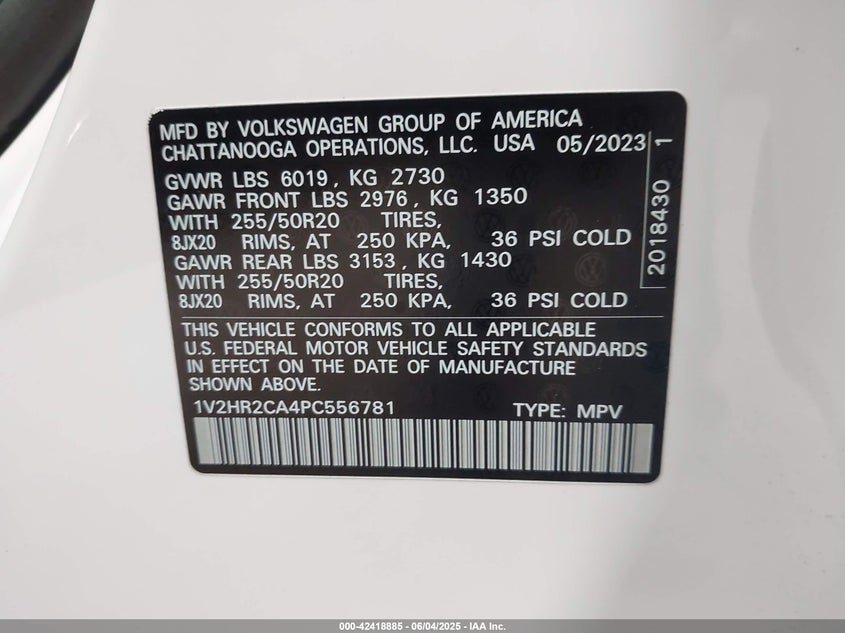 MFD BY VOLKSWAGEN GROUP OF AMERICA
CHATTANOOGA OPERATIONS, LLC. USA 05/2023
GVWR LBS 6019, KG 2730
GAWR FRONT LBS 2976, KG 1350
WITH 255/50R20 TIRES,
8JX20 RIMS, AT 250 KPA, 36 PSI COLD
GAWR REAR LBS 3153, KG 1430
WITH 255/50R20 TIRES,
8JX20 RIMS, AT 250 KPA, 36 PSI COLD
2018430 1
THIS VEHICLE CONFORMS TO ALL APPLICABLE
U.S. FEDERAL MOTOR VEHICLE SAFETY STANDARDS
IN EFFECT ON THE DATE OF MANUFACTURE
SHOWN ABOVE.
1V2HR2CA4PC556781 TYPE: MPV
000-42418885 - 06/04/2025 - IAA Inc.